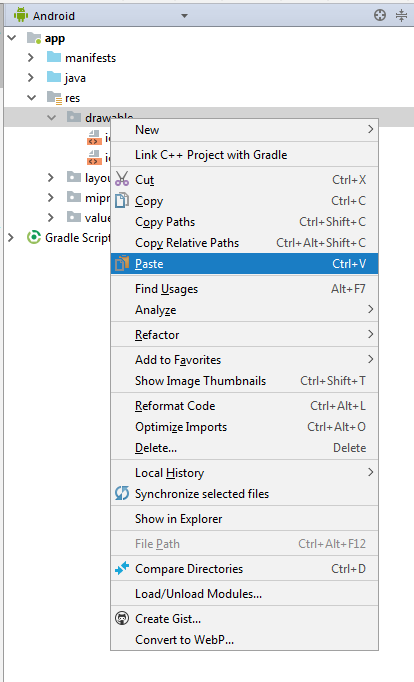 Android
app
manifests
java
res
drawable
New
Link C++ Project with Gradle
Cut Ctrl+X
Copy Ctrl+C
Copy Paths Ctrl+Shift+C
Copy Relative Paths Ctrl+Alt+Shift+C
Paste Ctrl+V
Find Usages Alt+F7
Analyze
Refactor
Add to Favorites
Show Image Thumbnails Ctrl+Shift+T
Reformat Code Ctrl+Alt+L
Optimize Imports Ctrl+Alt+O
Delete... Delete
Local History
Synchronize selected files
Show in Explorer
File Path Ctrl+Alt+F12
Compare Directories Ctrl+D
Load/Unload Modules...
Create Gist...
Convert to WebP...
layou
mipr
value
Gradle Script